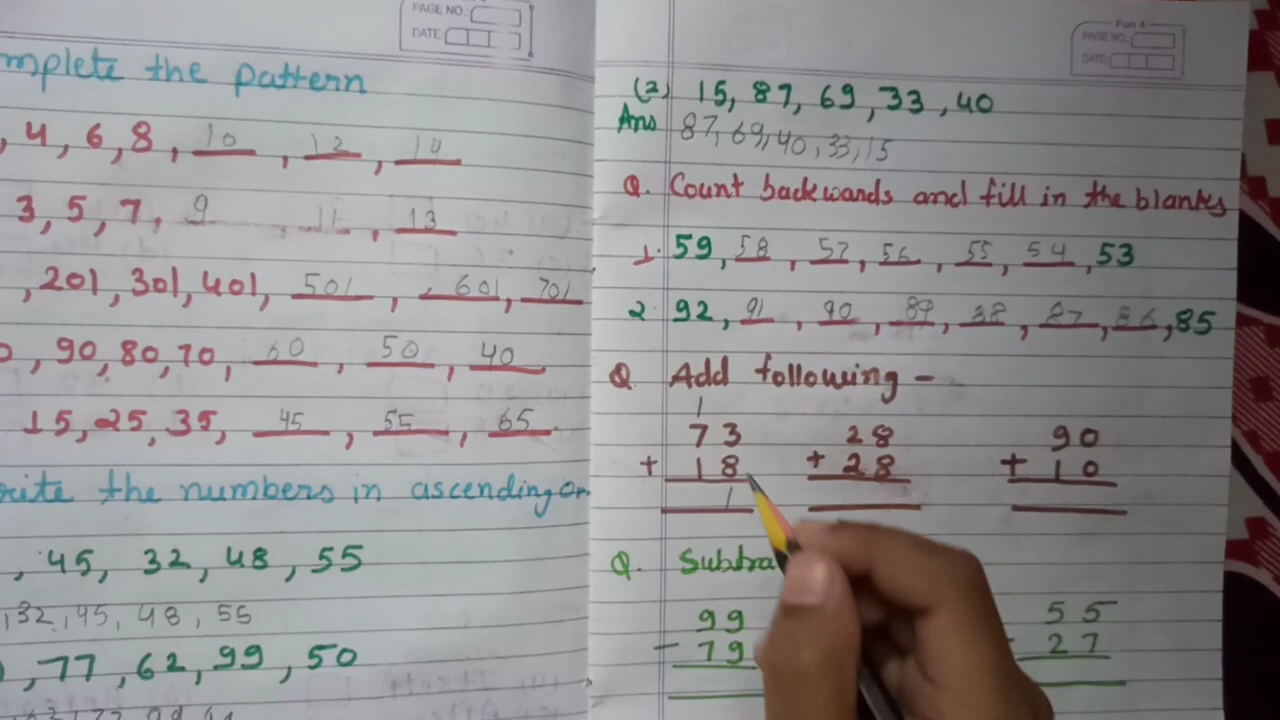 PAGE NO.
DATE:
mplete the pattern
, 4, 6, 8, 10, 12, 14
3, 5, 7, 9 11, 13
, 201, 301, 401, 501, 601, 701
, 90, 80, 70, 60, 50, 40
15, 25, 35, 45, 55, 65
rite the numbers in ascending or
, 45, 32, 48, 55
, 32, 45, 48, 55
, 77, 62, 99, 50
Fun 4
PAGE NO.
DATE:
(2) 15, 87, 69, 33, 40
Ans 87, 69, 40, 33, 15
Q. Count backwards and fill in the blanks
1. 59, 58, 57, 56, 55, 54, 53
2 92, 91, 90, 89, 88, 87, 86, 85
Q Add following -
1
73 28 90
+ 18 + 28 + 10
1
Q. Subtra
99 55
- 79 - 27